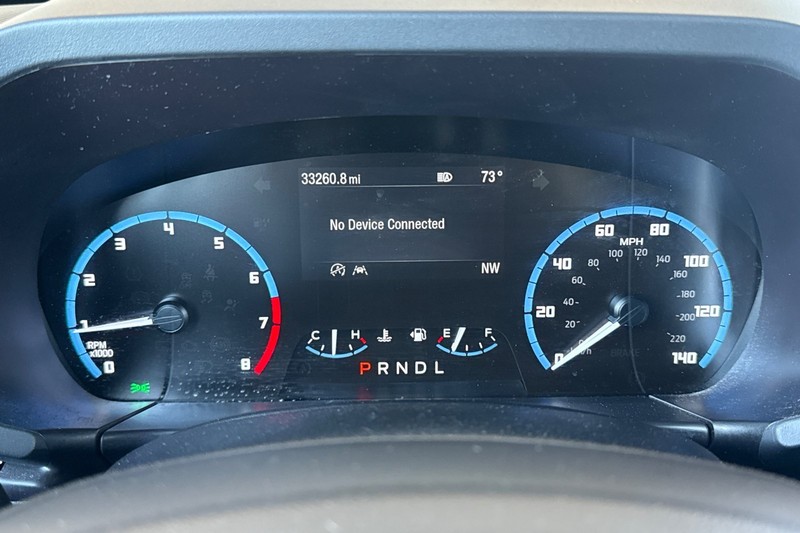 33260.8 mi 73°
No Device Connected
NW
0 1 2 3 4 5 6 7 8
RPM
x1000
C H
E F
P R N D L
0 20 40 60 80 100 120 140
MPH
20 40 60 80 100 120 140 160 180 200 220
BRAKE